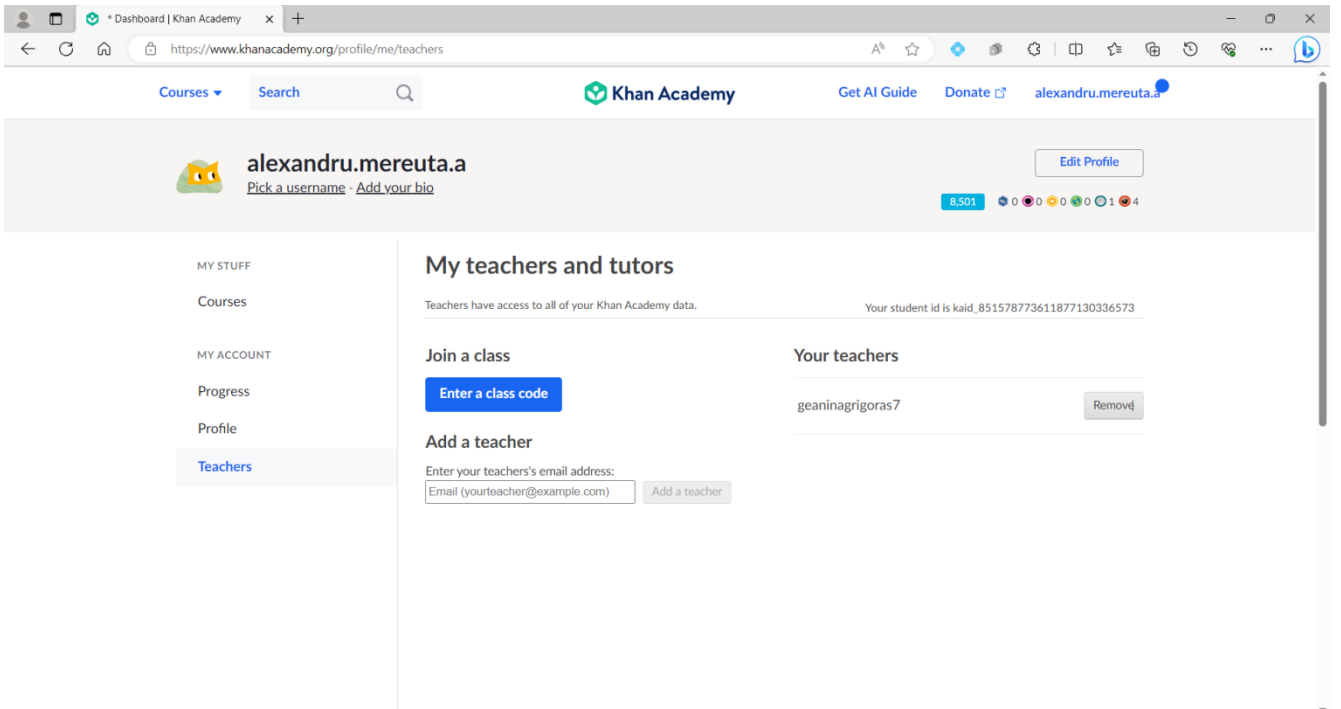 * Dashboard | Khan Academy
https://www.khanacademy.org/profile/me/teachers
Courses Search Khan Academy Get AI Guide Donate alexandru.mereuta.a
alexandru.mereuta.a
Pick a username - Add your bio
Edit Profile
8,501 0 0 0 0 1 4
MY STUFF
Courses
MY ACCOUNT
Progress
Profile
Teachers
My teachers and tutors
Teachers have access to all of your Khan Academy data. Your student id is kaid_851578773611877130336573
Join a class
Enter a class code
Add a teacher
Enter your teachers's email address:
Email (yourteacher@example.com) Add a teacher
Your teachers
geaninagrigoras7 Remove